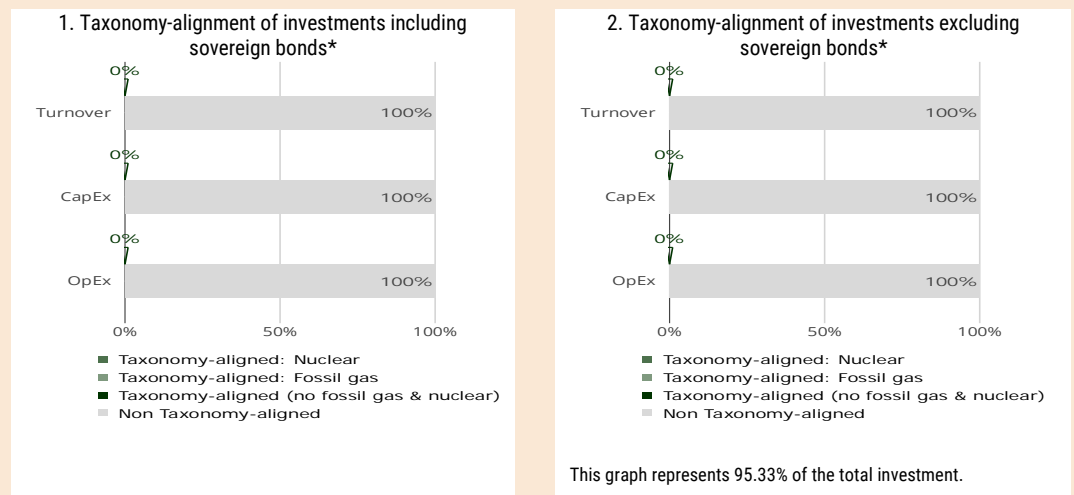 1. Taxonomy-alignment of investments including
sovereign bonds*
0%
Turnover
100%
0%
CapEx
100%
0%
OpEx
100%
0%
50%
100%
Taxonomy-aligned: Nuclear
Taxonomy-aligned: Fossil gas
Taxonomy-aligned (no fossil gas & nuclear)
Non Taxonomy-aligned
2. Taxonomy-alignment of investments excluding
sovereign bonds*
0%
Turnover
100%
0%
CapEx
100%
0%
OpEx
100%
0%
50%
100%
Taxonomy-aligned: Nuclear
Taxonomy-aligned: Fossil gas
Taxonomy-aligned (no fossil gas & nuclear)
Non Taxonomy-aligned
This graph represents 95.33% of the total investment.